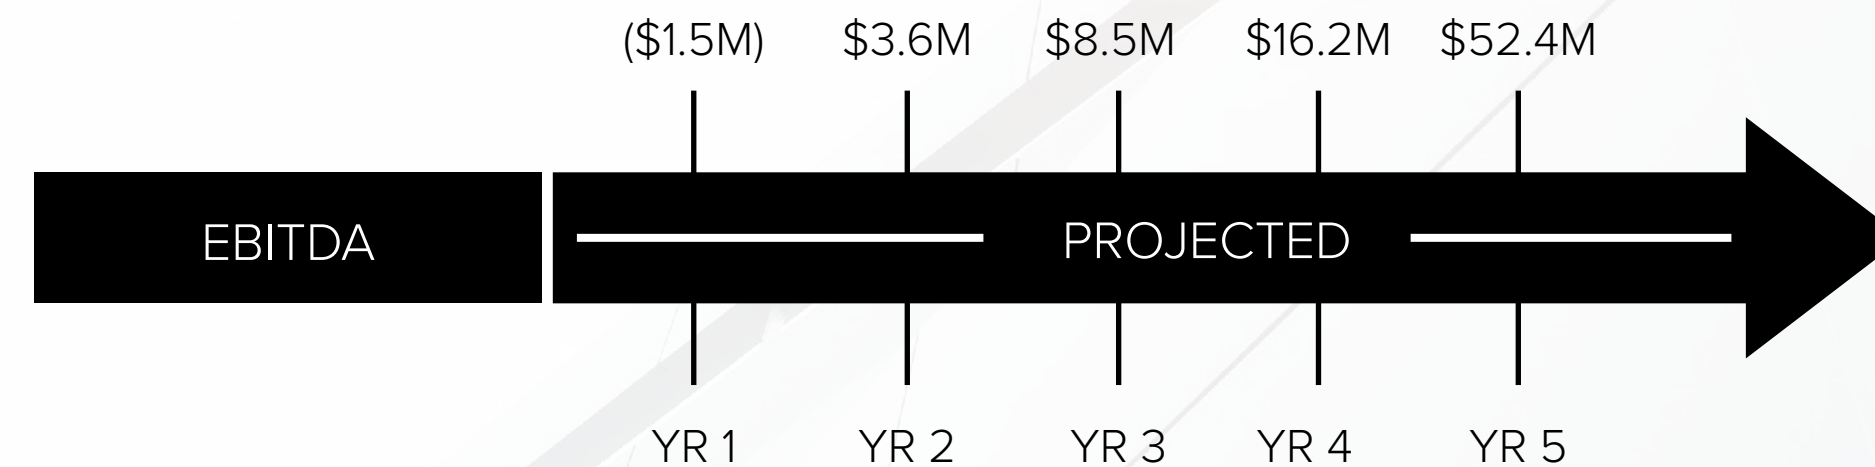 ($1.5M) $3.6M $8.5M $16.2M $52.4M
EBITDA PROJECTED
YR 1 YR 2 YR 3 YR 4 YR 5